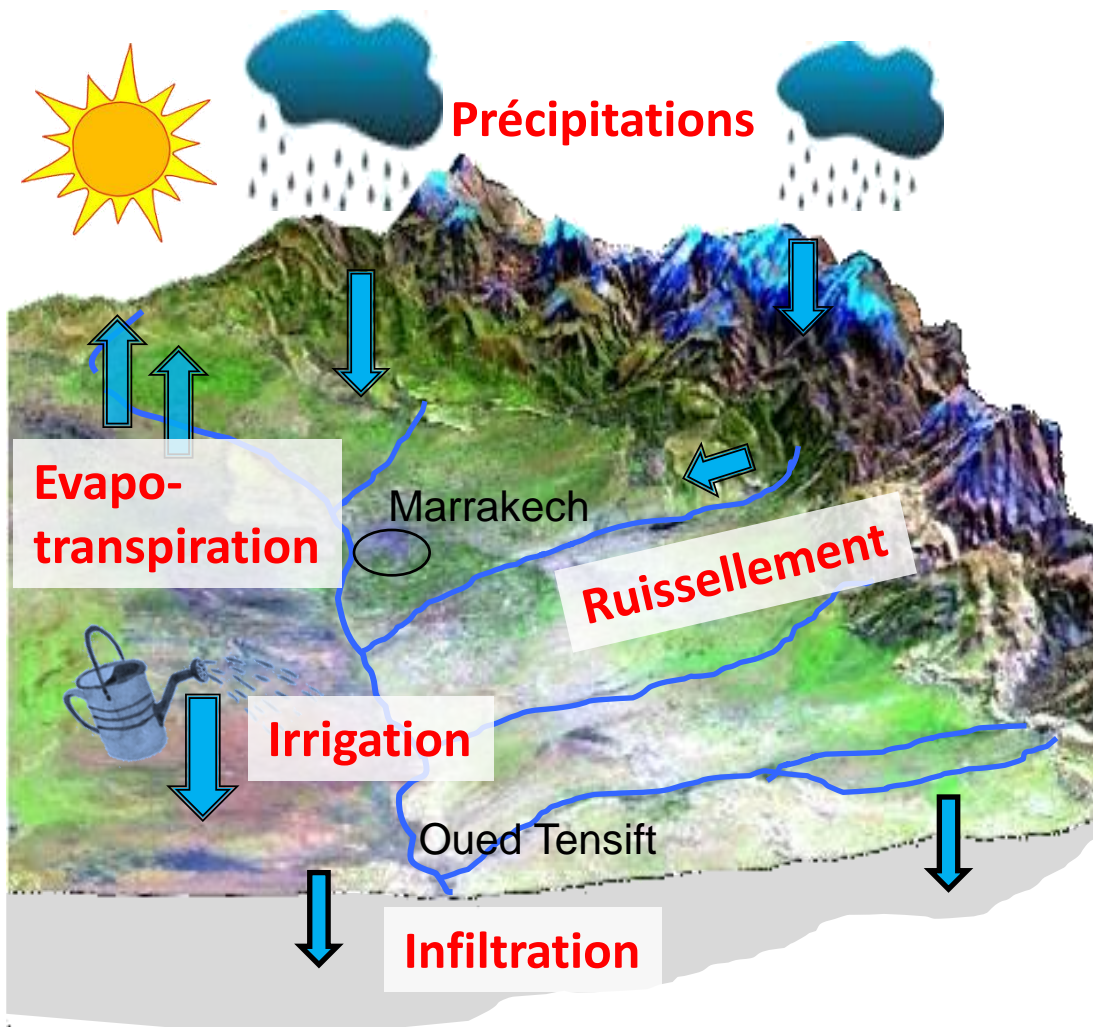 Précipitations
Evapo-
transpiration
Marrakech
Ruissellement
Irrigation
Oued Tensift
Infiltration